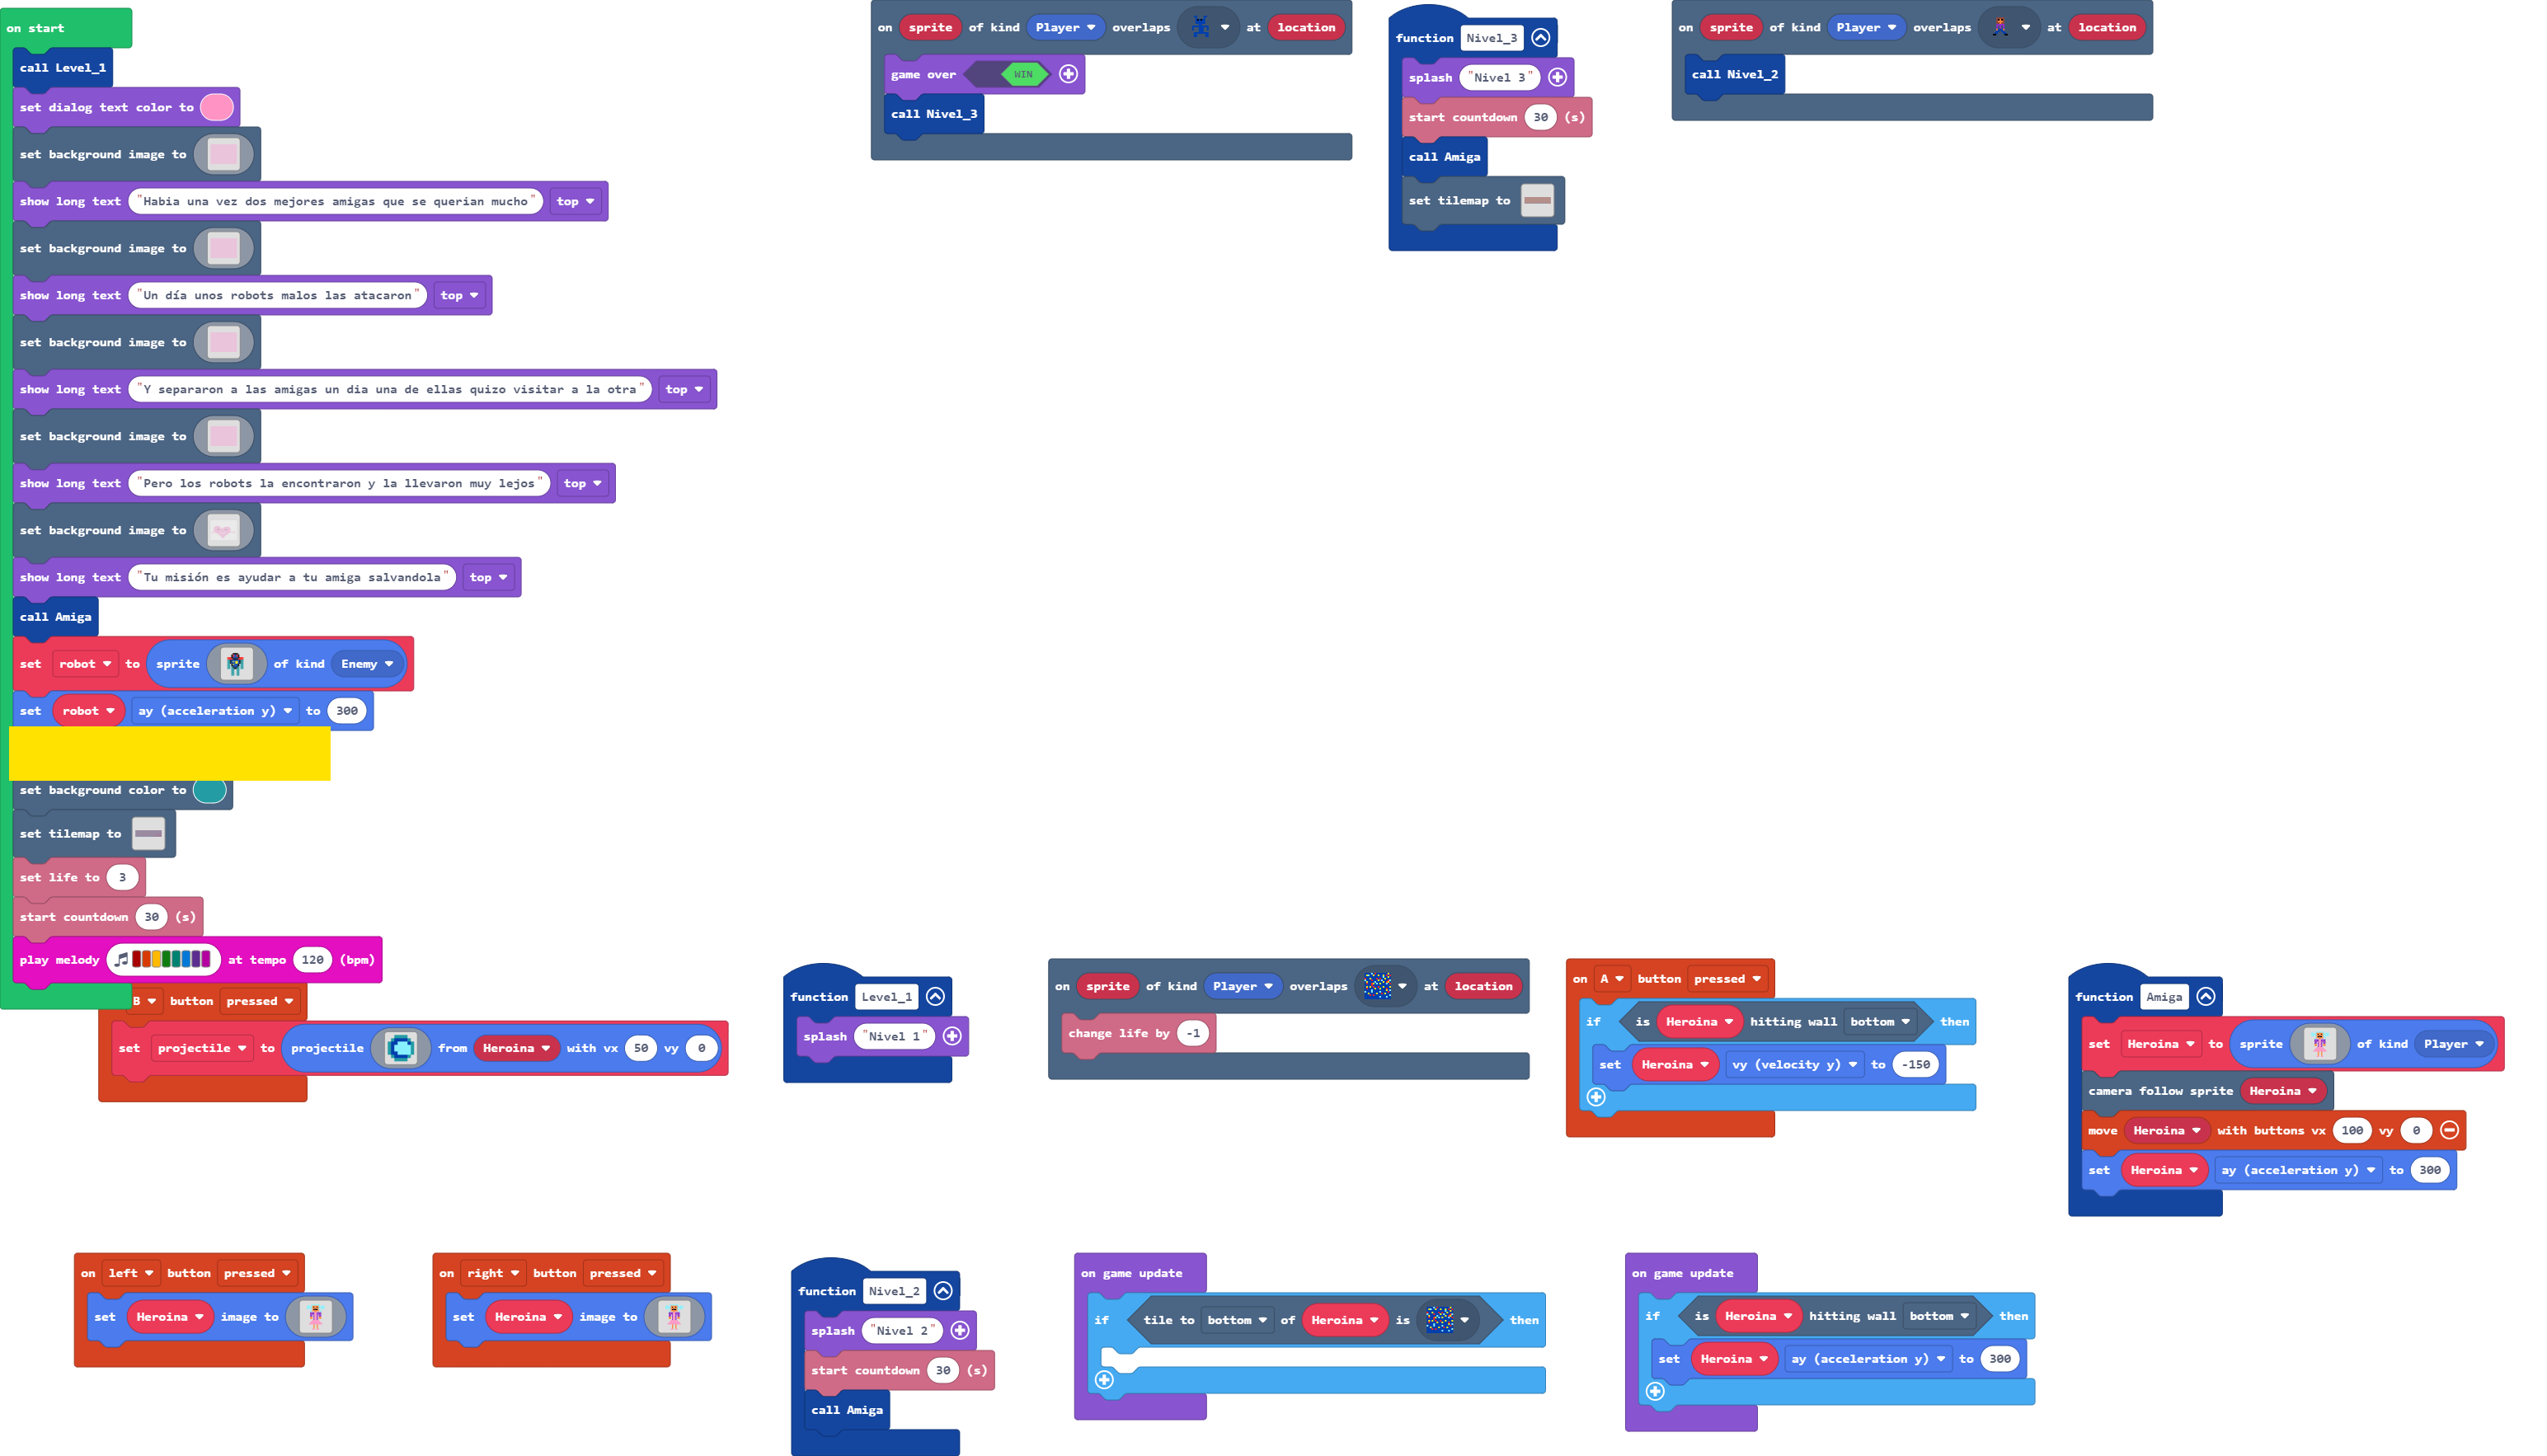 on start
call Level_1
set dialog text color to
set background image to
show long text "Habia una vez dos mejores amigas que se querian mucho" top
set background image to
show long text "Un día unos robots malos las atacaron" top
set background image to
show long text "Y separaron a las amigas un dia una de ellas quizo visitar a la otra" top
set background image to
show long text "Pero los robots la encontraron y la llevaron muy lejos" top
set background image to
show long text "Tu misión es ayudar a tu amiga salvandola" top
call Amiga
set robot to sprite of kind Enemy
set robot ay (acceleration y) to 300
set background color to
set tilemap to
set life to 3
start countdown 30 (s)
play melody at tempo 120 (bpm)
on sprite of kind Player overlaps at location
game over WIN
call Nivel_3
function Nivel_3
splash "Nivel 3"
start countdown 30 (s)
call Amiga
set tilemap to
on sprite of kind Player overlaps at location
call Nivel_2
B button pressed
set projectile to projectile from Heroina with vx 50 vy 0
function Level_1
splash "Nivel 1"
on sprite of kind Player overlaps at location
change life by -1
on A button pressed
if is Heroina hitting wall bottom then
set Heroina vy (velocity y) to -150
function Amiga
set Heroina to sprite of kind Player
camera follow sprite Heroina
move Heroina with buttons vx 100 vy 0
set Heroina ay (acceleration y) to 300
on left button pressed
set Heroina image to
on right button pressed
set Heroina image to
function Nivel_2
splash "Nivel 2"
start countdown 30 (s)
call Amiga
on game update
if tile to bottom of Heroina is then
on game update
if is Heroina hitting wall bottom then
set Heroina ay (acceleration y) to 300